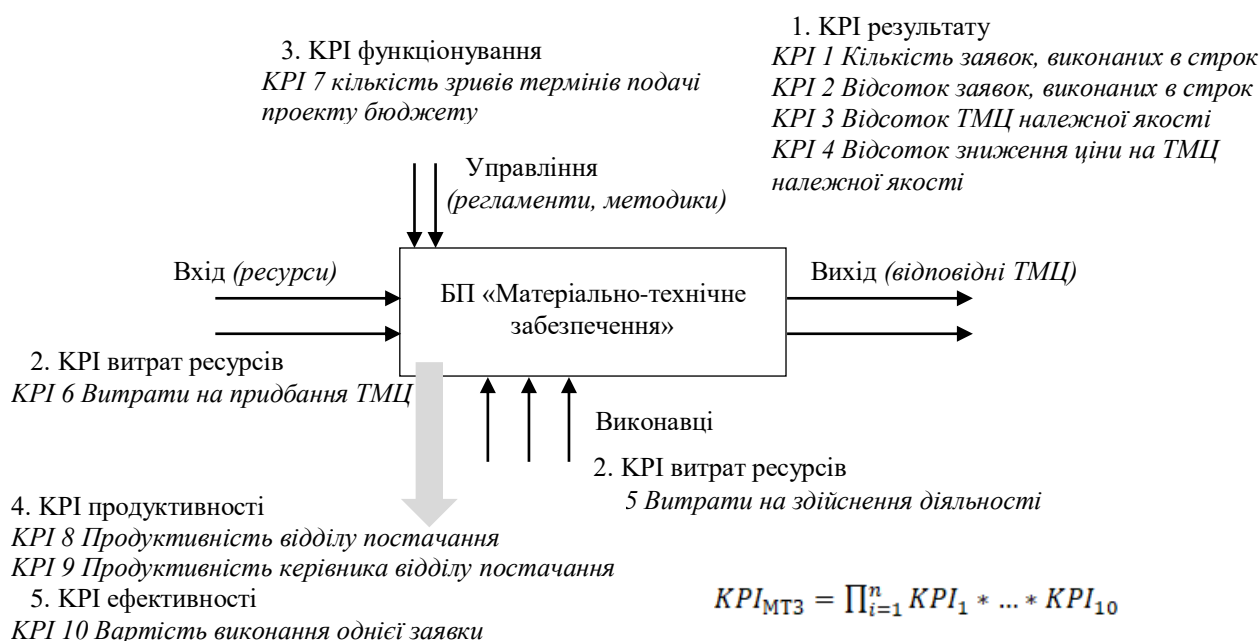 1. KPI результату
KPI 1 Кількість заявок, виконаних в строк
KPI 2 Відсоток заявок, виконаних в строк
KPI 3 Відсоток ТМЦ належної якості
KPI 4 Відсоток зниження ціни на ТМЦ
належної якості
3. KPI функціонування
KPI 7 кількість зривів термінів подачі
проекту бюджету
Управління
(регламенти, методики)
Вхід (ресурси)
БП «Матеріально-технічне
забезпечення»
Вихід (відповідні ТМЦ)
2. KPI витрат ресурсів
KPI 6 Витрати на придбання ТМЦ
Виконавці
2. KPI витрат ресурсів
5 Витрати на здійснення діяльності
4. KPI продуктивності
KPI 8 Продуктивність відділу постачання
KPI 9 Продуктивність керівника відділу постачання
5. KPI ефективності
KPI 10 Вартість виконання однієї заявки
KPI_МТЗ = ∏_{i=1}^{n} KPI_1 * … * KPI_10